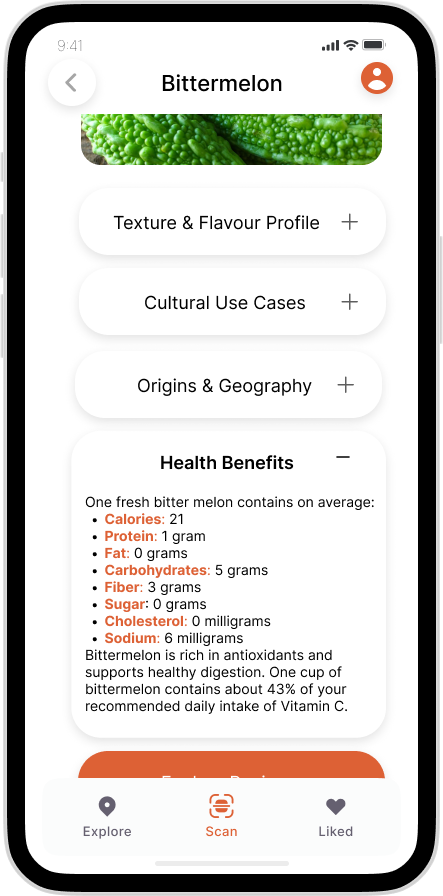 9:41
Bittermelon
Texture & Flavour Profile
Cultural Use Cases
Origins & Geography
Health Benefits
One fresh bitter melon contains on average:
• Calories: 21
• Protein: 1 gram
• Fat: 0 grams
• Carbohydrates: 5 grams
• Fiber: 3 grams
• Sugar: 0 grams
• Cholesterol: 0 milligrams
• Sodium: 6 milligrams
Bittermelon is rich in antioxidants and
supports healthy digestion. One cup of
bittermelon contains about 43% of your
recommended daily intake of Vitamin C.
Explore
Scan
Liked